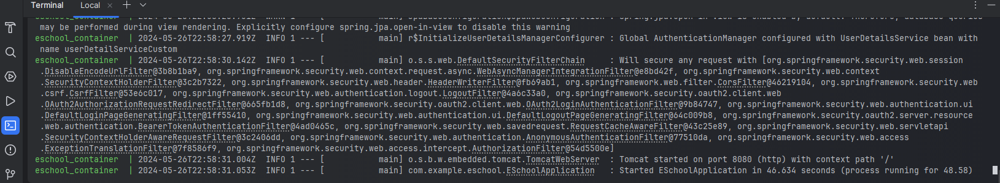 Terminal Local × +
eschool_container |
may be performed during view rendering. Explicitly configure spring.jpa.open-in-view to disable this warning
eschool_container | 2024-05-26T22:58:27.919Z INFO 1 --- [ main] r$InitializeUserDetailsManagerConfigurer : Global AuthenticationManager configured with UserDetailsService bean with
name userDetailServiceCustom
eschool_container | 2024-05-26T22:58:30.142Z INFO 1 --- [ main] o.s.s.web.DefaultSecurityFilterChain : Will secure any request with [org.springframework.security.web.session
.DisableEncodeUrlFilter@3b8b1ba9, org.springframework.security.web.context.request.async.WebAsyncManagerIntegrationFilter@e8bd42f, org.springframework.security.web.context
.SecurityContextHolderFilter@3c2b7322, org.springframework.security.web.header.HeaderWriterFilter@fb69ab1, org.springframework.web.filter.CorsFilter@46219104, org.springframework.security.web
.csrf.CsrfFilter@53e6c017, org.springframework.security.web.authentication.logout.LogoutFilter@4a6c33a0, org.springframework.security.oauth2.client.web
.OAuth2AuthorizationRequestRedirectFilter@665fb1d8, org.springframework.security.oauth2.client.web.OAuth2LoginAuthenticationFilter@9b84747, org.springframework.security.web.authentication.ui
.DefaultLoginPageGeneratingFilter@1ff55410, org.springframework.security.web.authentication.ui.DefaultLogoutPageGeneratingFilter@64c009b8, org.springframework.security.oauth2.server.resource
.web.authentication.BearerTokenAuthenticationFilter@4ad0465c, org.springframework.security.web.savedrequest.RequestCacheAwareFilter@43c25e89, org.springframework.security.web.servletapi
.SecurityContextHolderAwareRequestFilter@3c2406dd, org.springframework.security.web.authentication.AnonymousAuthenticationFilter@77510da, org.springframework.security.web.access
.ExceptionTranslationFilter@7f8586f9, org.springframework.security.web.access.intercept.AuthorizationFilter@54d5500e]
eschool_container | 2024-05-26T22:58:31.004Z INFO 1 --- [ main] o.s.b.w.embedded.tomcat.TomcatWebServer : Tomcat started on port 8080 (http) with context path '/'
eschool_container | 2024-05-26T22:58:31.053Z INFO 1 --- [ main] com.example.eschool.ESchoolApplication : Started ESchoolApplication in 46.634 seconds (process running for 48.58)